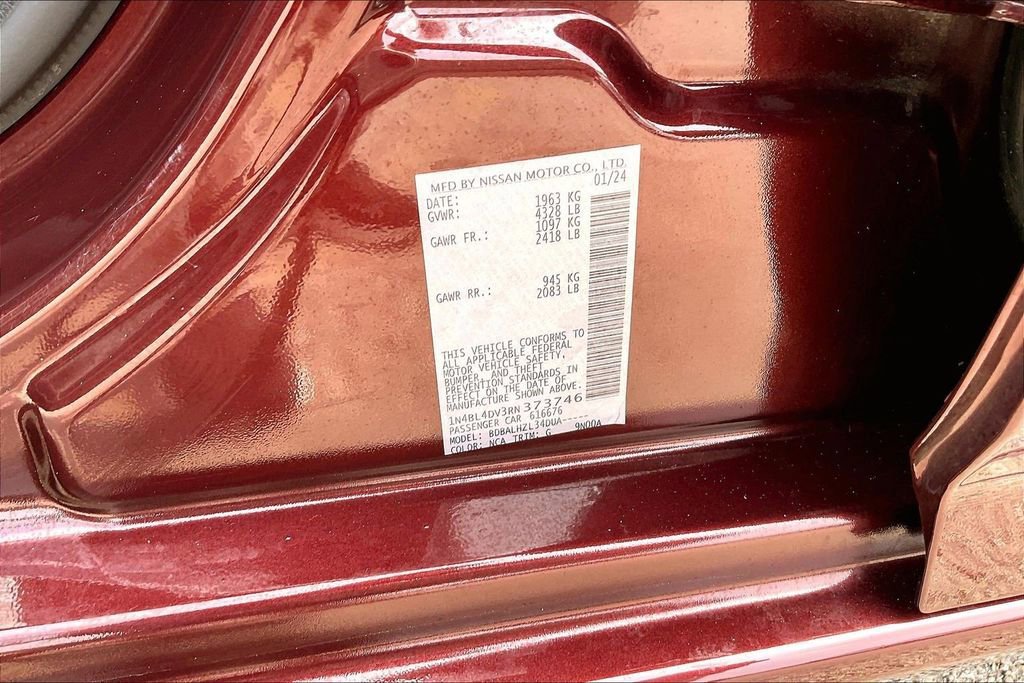 MFD BY NISSAN MOTOR CO., LTD.
DATE: 01/24
GVWR: 1963 KG
4328 LB
GAWR FR.: 1097 KG
2418 LB
GAWR RR.: 945 KG
2083 LB
THIS VEHICLE CONFORMS TO
ALL APPLICABLE FEDERAL
MOTOR VEHICLE SAFETY,
BUMPER, AND THEFT
PREVENTION STANDARDS IN
EFFECT ON THE DATE OF
MANUFACTURE SHOWN ABOVE.
1N4BL4DV3RN373746
PASSENGER CAR 616676
MODEL: BDBALHZL34DUA-----
COLOR: NCA TRIM: G 9N00A